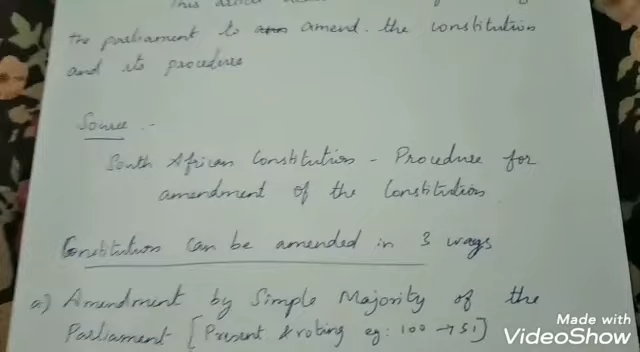 This
the parliament to amend. the constitution
and its procedure
Source :-
South African Constitution - Procedure for
amendment of the Constitution
Constitution can be amended in 3 ways
a) Amendment by Simple Majority of the
Parliament [Present & voting eg: 100 → 51]
Made with
VideoShow